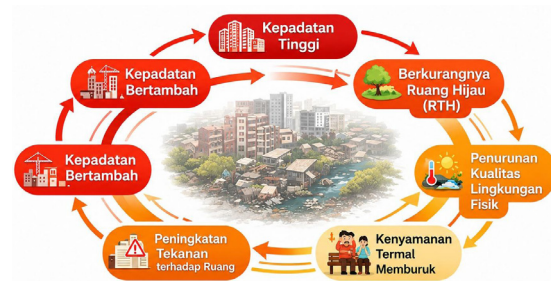 Kepadatan
Tinggi
Berkurangnya
Ruang Hijau
(RTH)
Penurunan
Kualitas
Lingkungan
Fisik
Kenyamanan
Termal
Memburuk
Peningkatan
Tekanan
terhadap Ruang
Kepadatan
Bertambah
Kepadatan
Bertambah